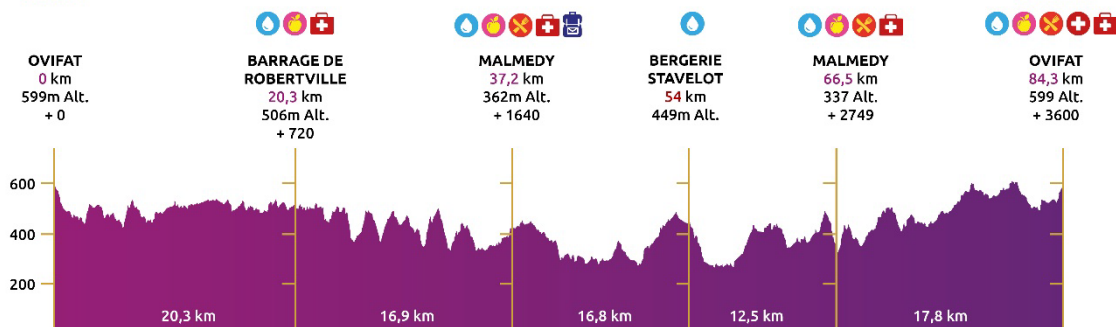 OVIFAT
0 km
599m Alt.
+ 0
BARRAGE DE
ROBERTVILLE
20,3 km
506m Alt.
+ 720
MALMEDY
37,2 km
362m Alt.
+ 1640
BERGERIE
STAVELOT
54 km
449m Alt.
MALMEDY
66,5 km
337 Alt.
+ 2749
OVIFAT
84,3 km
599 Alt.
+ 3600
600
400
200
20,3 km
16,9 km
16,8 km
12,5 km
17,8 km